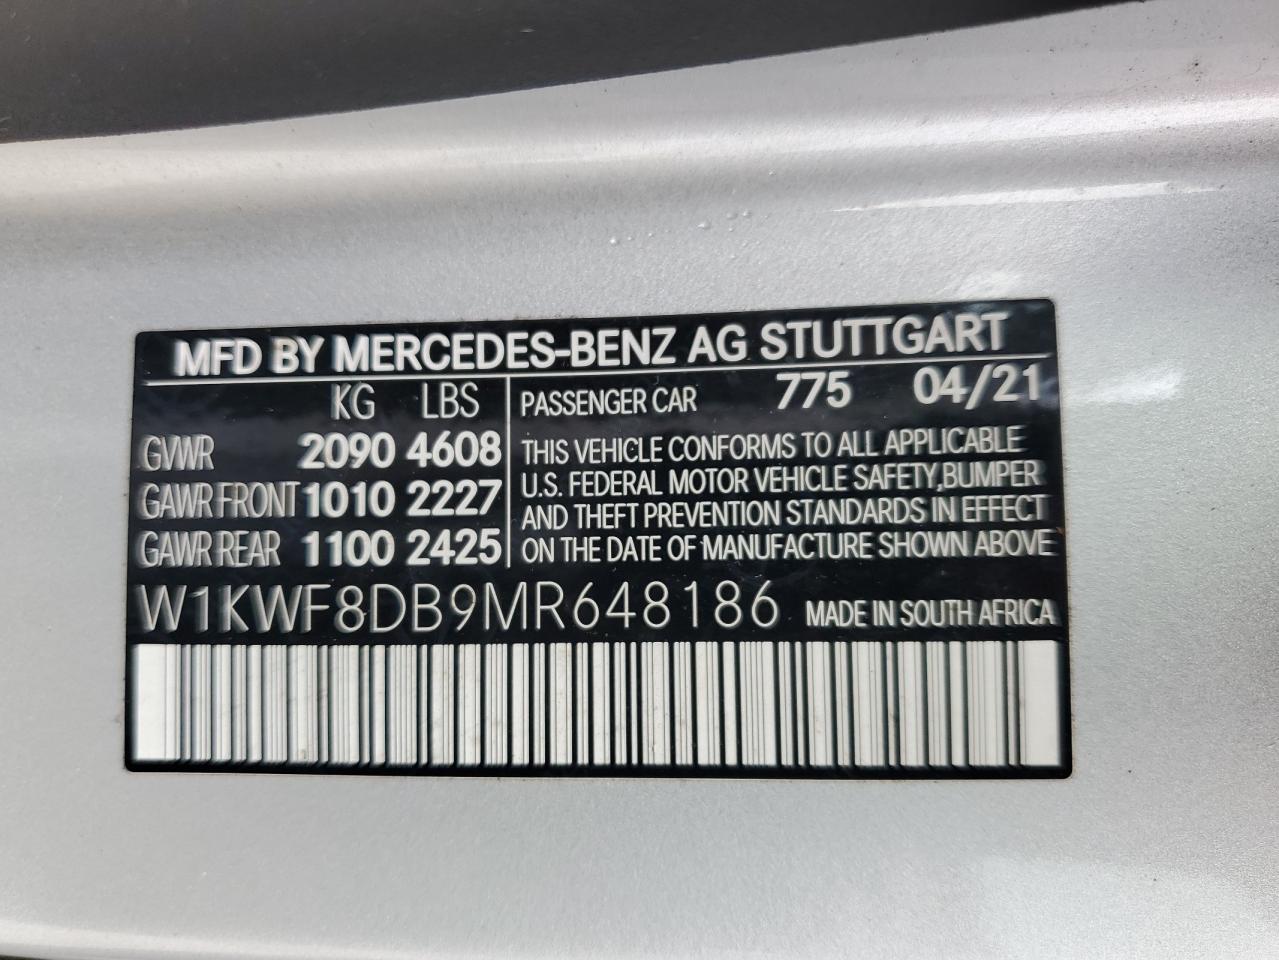 MFD BY MERCEDES-BENZ AG STUTTGART
KG LBS
GVWR 2090 4608
GAWR FRONT 1010 2227
GAWR REAR 1100 2425
PASSENGER CAR 775 04/21
THIS VEHICLE CONFORMS TO ALL APPLICABLE
U.S. FEDERAL MOTOR VEHICLE SAFETY,BUMPER
AND THEFT PREVENTION STANDARDS IN EFFECT
ON THE DATE OF MANUFACTURE SHOWN ABOVE
W1KWF8DB9MR648186 MADE IN SOUTH AFRICA